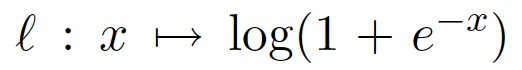 ℓ : x ↦ log(1 + e⁻ˣ)